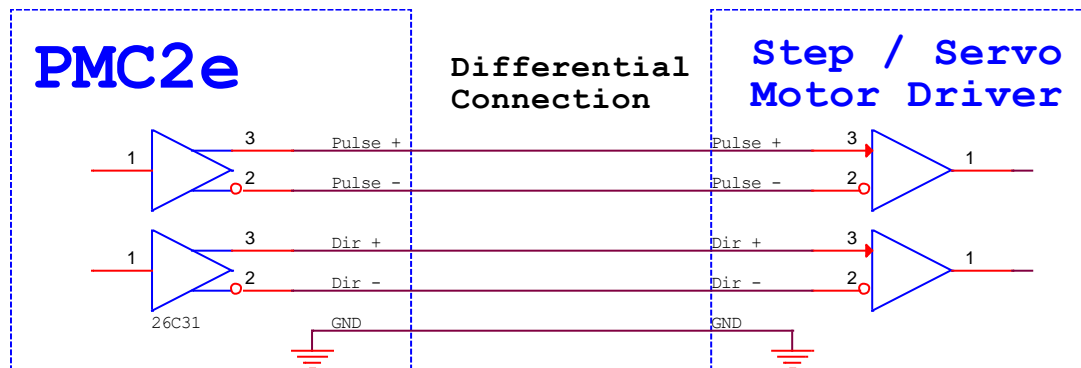 PMC2e
Differential
Connection
Step / Servo
Motor Driver
1
3
Pulse +
Pulse +
3
1
2
Pulse -
Pulse -
2
1
3
Dir +
Dir +
3
1
2
Dir -
Dir -
2
26C31
GND
GND